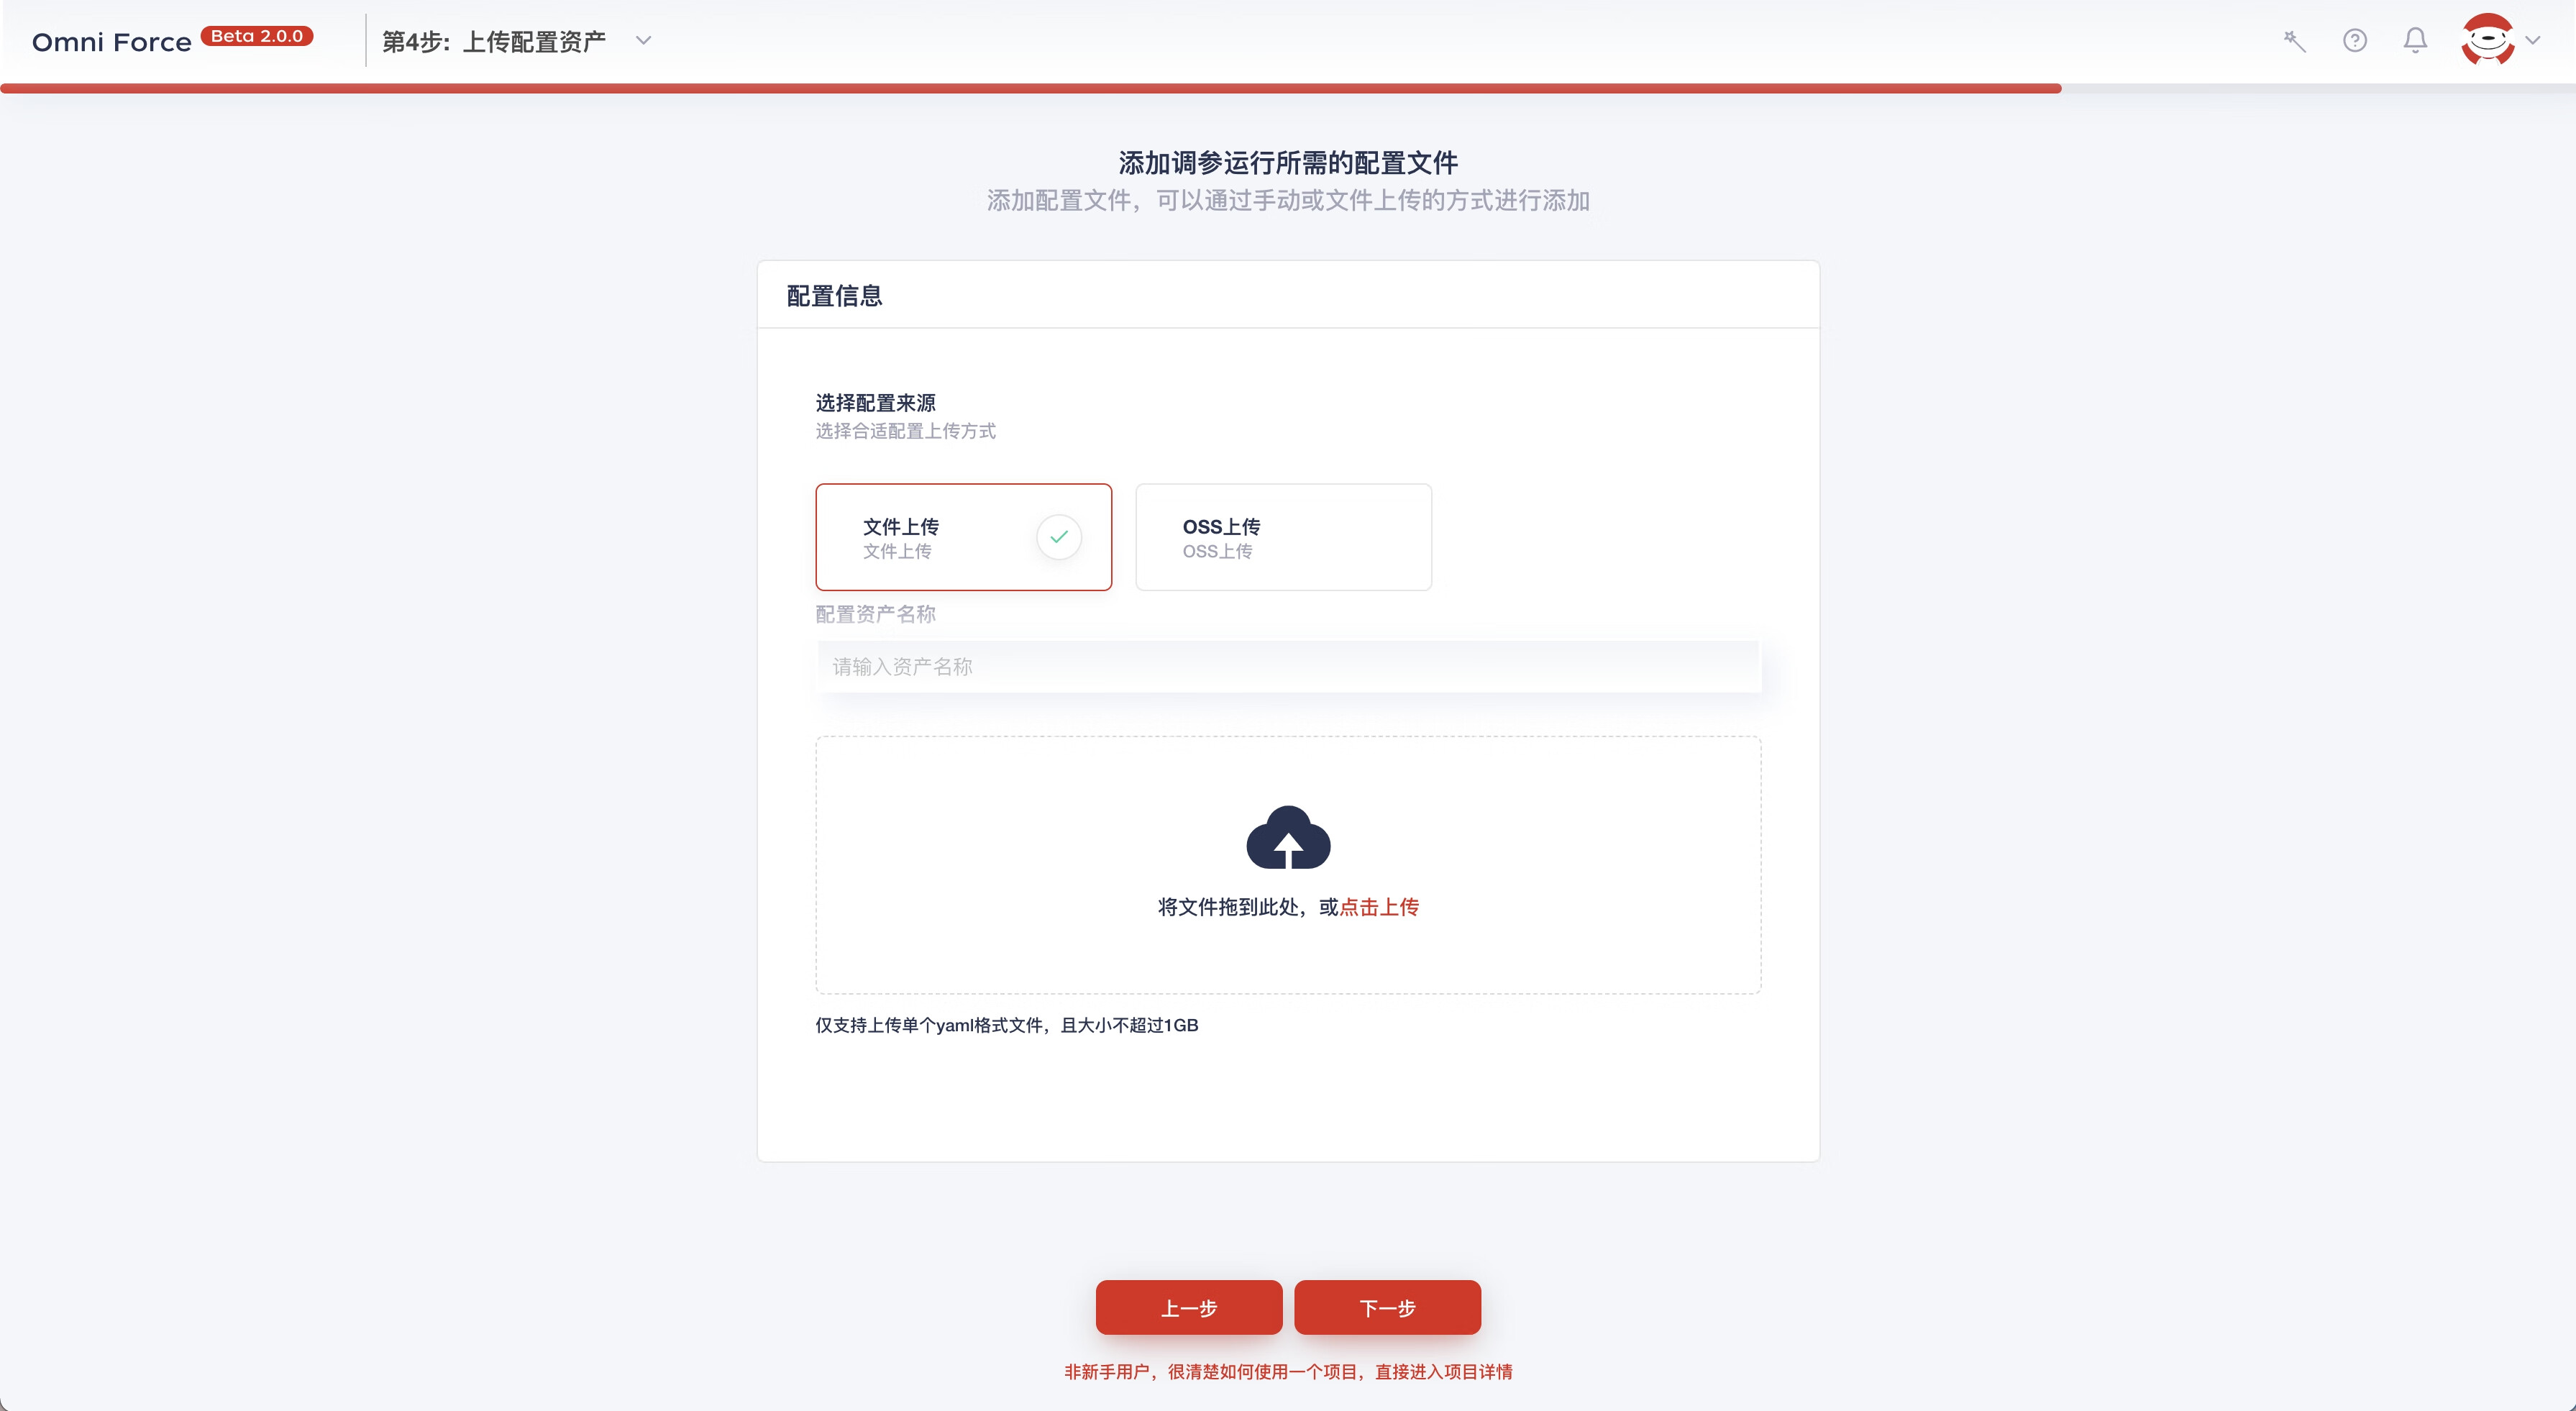 Omni Force Beta 2.0.0 第4步：上传配置资产
添加调参运行所需的配置文件
添加配置文件，可以通过手动或文件上传的方式进行添加
配置信息
选择配置来源
选择合适配置上传方式
文件上传
文件上传
OSS上传
OSS上传
配置资产名称
请输入资产名称
将文件拖到此处，或点击上传
仅支持上传单个yaml格式文件，且大小不超过1GB
上一步 下一步
非新手用户，很清楚如何使用一个项目，直接进入项目详情